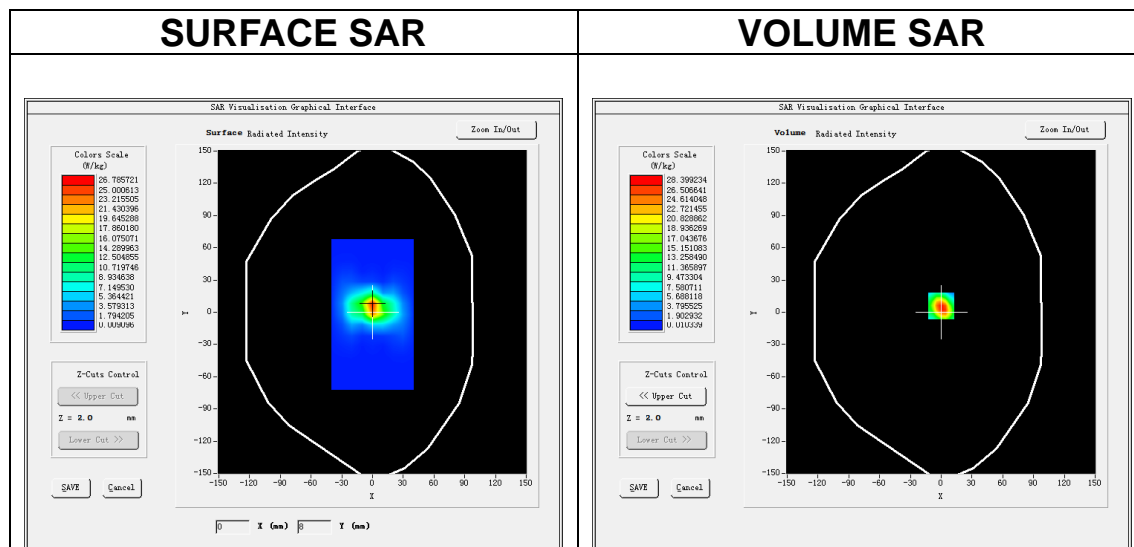 SURFACE SAR
VOLUME SAR
SAR Visualisation Graphical Interface
Surface Radiated Intensity
Zoom In/Out
Colors Scale
(W/kg)
26.785721
25.000613
23.215505
21.430396
19.645288
17.860180
16.075071
14.289963
12.504855
10.719746
8.934638
7.149530
5.364421
3.579313
1.794205
0.009096
Z-Cuts Control
<< Upper Cut
Z = 2.0 mm
Lower Cut >>
SAVE
Cancel
150
120
90
60
30
0
-30
-60
-90
-120
-150
Y
-150 -120 -90 -60 -30 0 30 60 90 120 150
X
0 X (mm) 8 Y (mm)
SAR Visualisation Graphical Interface
Volume Radiated Intensity
Zoom In/Out
Colors Scale
(W/kg)
28.399234
26.506641
24.614048
22.721455
20.828862
18.936269
17.043676
15.151083
13.258490
11.365897
9.473304
7.580711
5.688118
3.795525
1.902932
0.010339
Z-Cuts Control
<< Upper Cut
Z = 2.0 mm
Lower Cut >>
SAVE
Cancel
150
120
90
60
30
0
-30
-60
-90
-120
-150
Y
-150 -120 -90 -60 -30 0 30 60 90 120 150
X